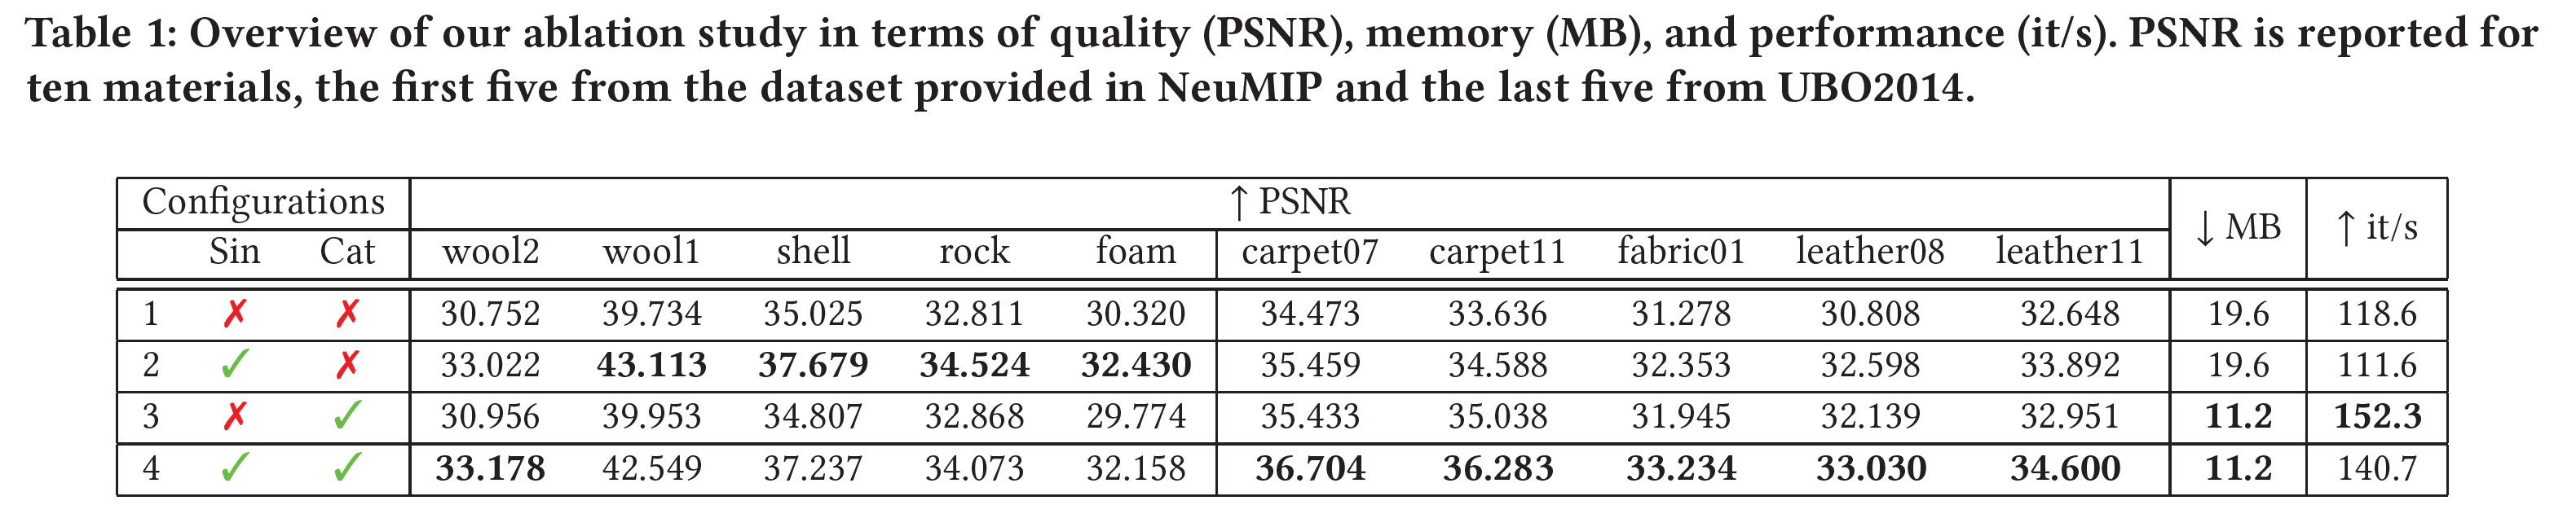 Table 1: Overview of our ablation study in terms of quality (PSNR), memory (MB), and performance (it/s). PSNR is reported for
ten materials, the first five from the dataset provided in NeuMIP and the last five from UBO2014.
Configurations ↑ PSNR ↓ MB ↑ it/s
Sin Cat wool2 wool1 shell rock foam carpet07 carpet11 fabric01 leather08 leather11
1 ✗ ✗ 30.752 39.734 35.025 32.811 30.320 34.473 33.636 31.278 30.808 32.648 19.6 118.6
2 ✓ ✗ 33.022 43.113 37.679 34.524 32.430 35.459 34.588 32.353 32.598 33.892 19.6 111.6
3 ✗ ✓ 30.956 39.953 34.807 32.868 29.774 35.433 35.038 31.945 32.139 32.951 11.2 152.3
4 ✓ ✓ 33.178 42.549 37.237 34.073 32.158 36.704 36.283 33.234 33.030 34.600 11.2 140.7